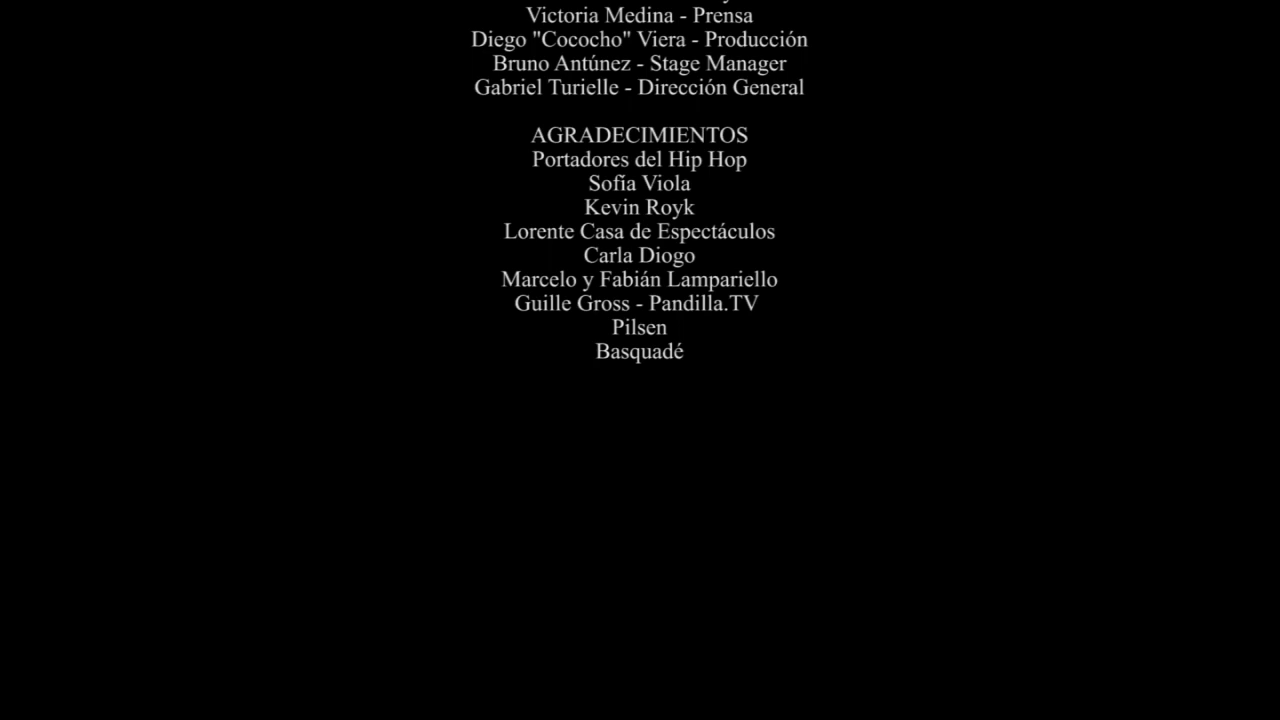 Victoria Medina - Prensa
Diego "Cococho" Viera - Producción
Bruno Antúnez - Stage Manager
Gabriel Turielle - Dirección General
AGRADECIMIENTOS
Portadores del Hip Hop
Sofía Viola
Kevin Royk
Lorente Casa de Espectáculos
Carla Diogo
Marcelo y Fabián Lampariello
Guille Gross - Pandilla.TV
Pilsen
Basquadé